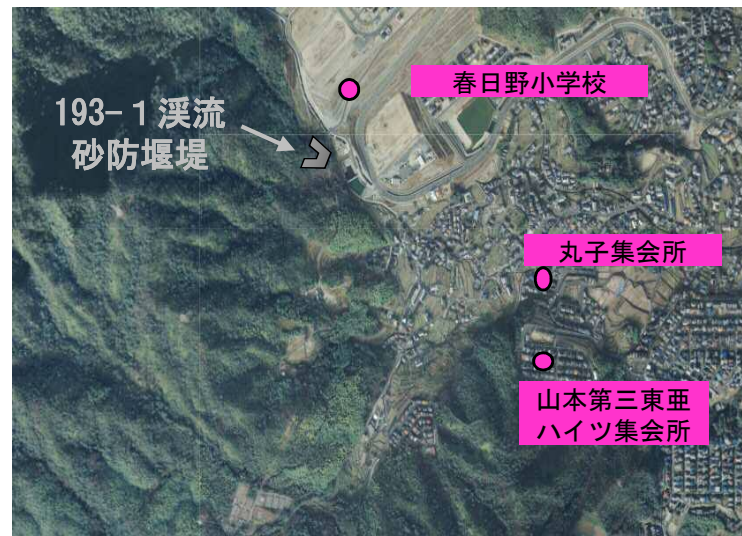 春日野小学校
193-１渓流
砂防堰堤
丸子集会所
山本第三東亜
ハイツ集会所